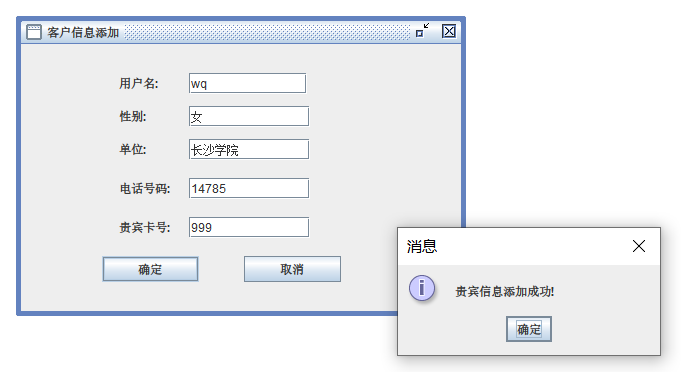 客户信息添加
用户名: wq
性别: 女
单位: 长沙学院
电话号码: 14785
贵宾卡号: 999
确定 取消
消息
贵宾信息添加成功!
确定